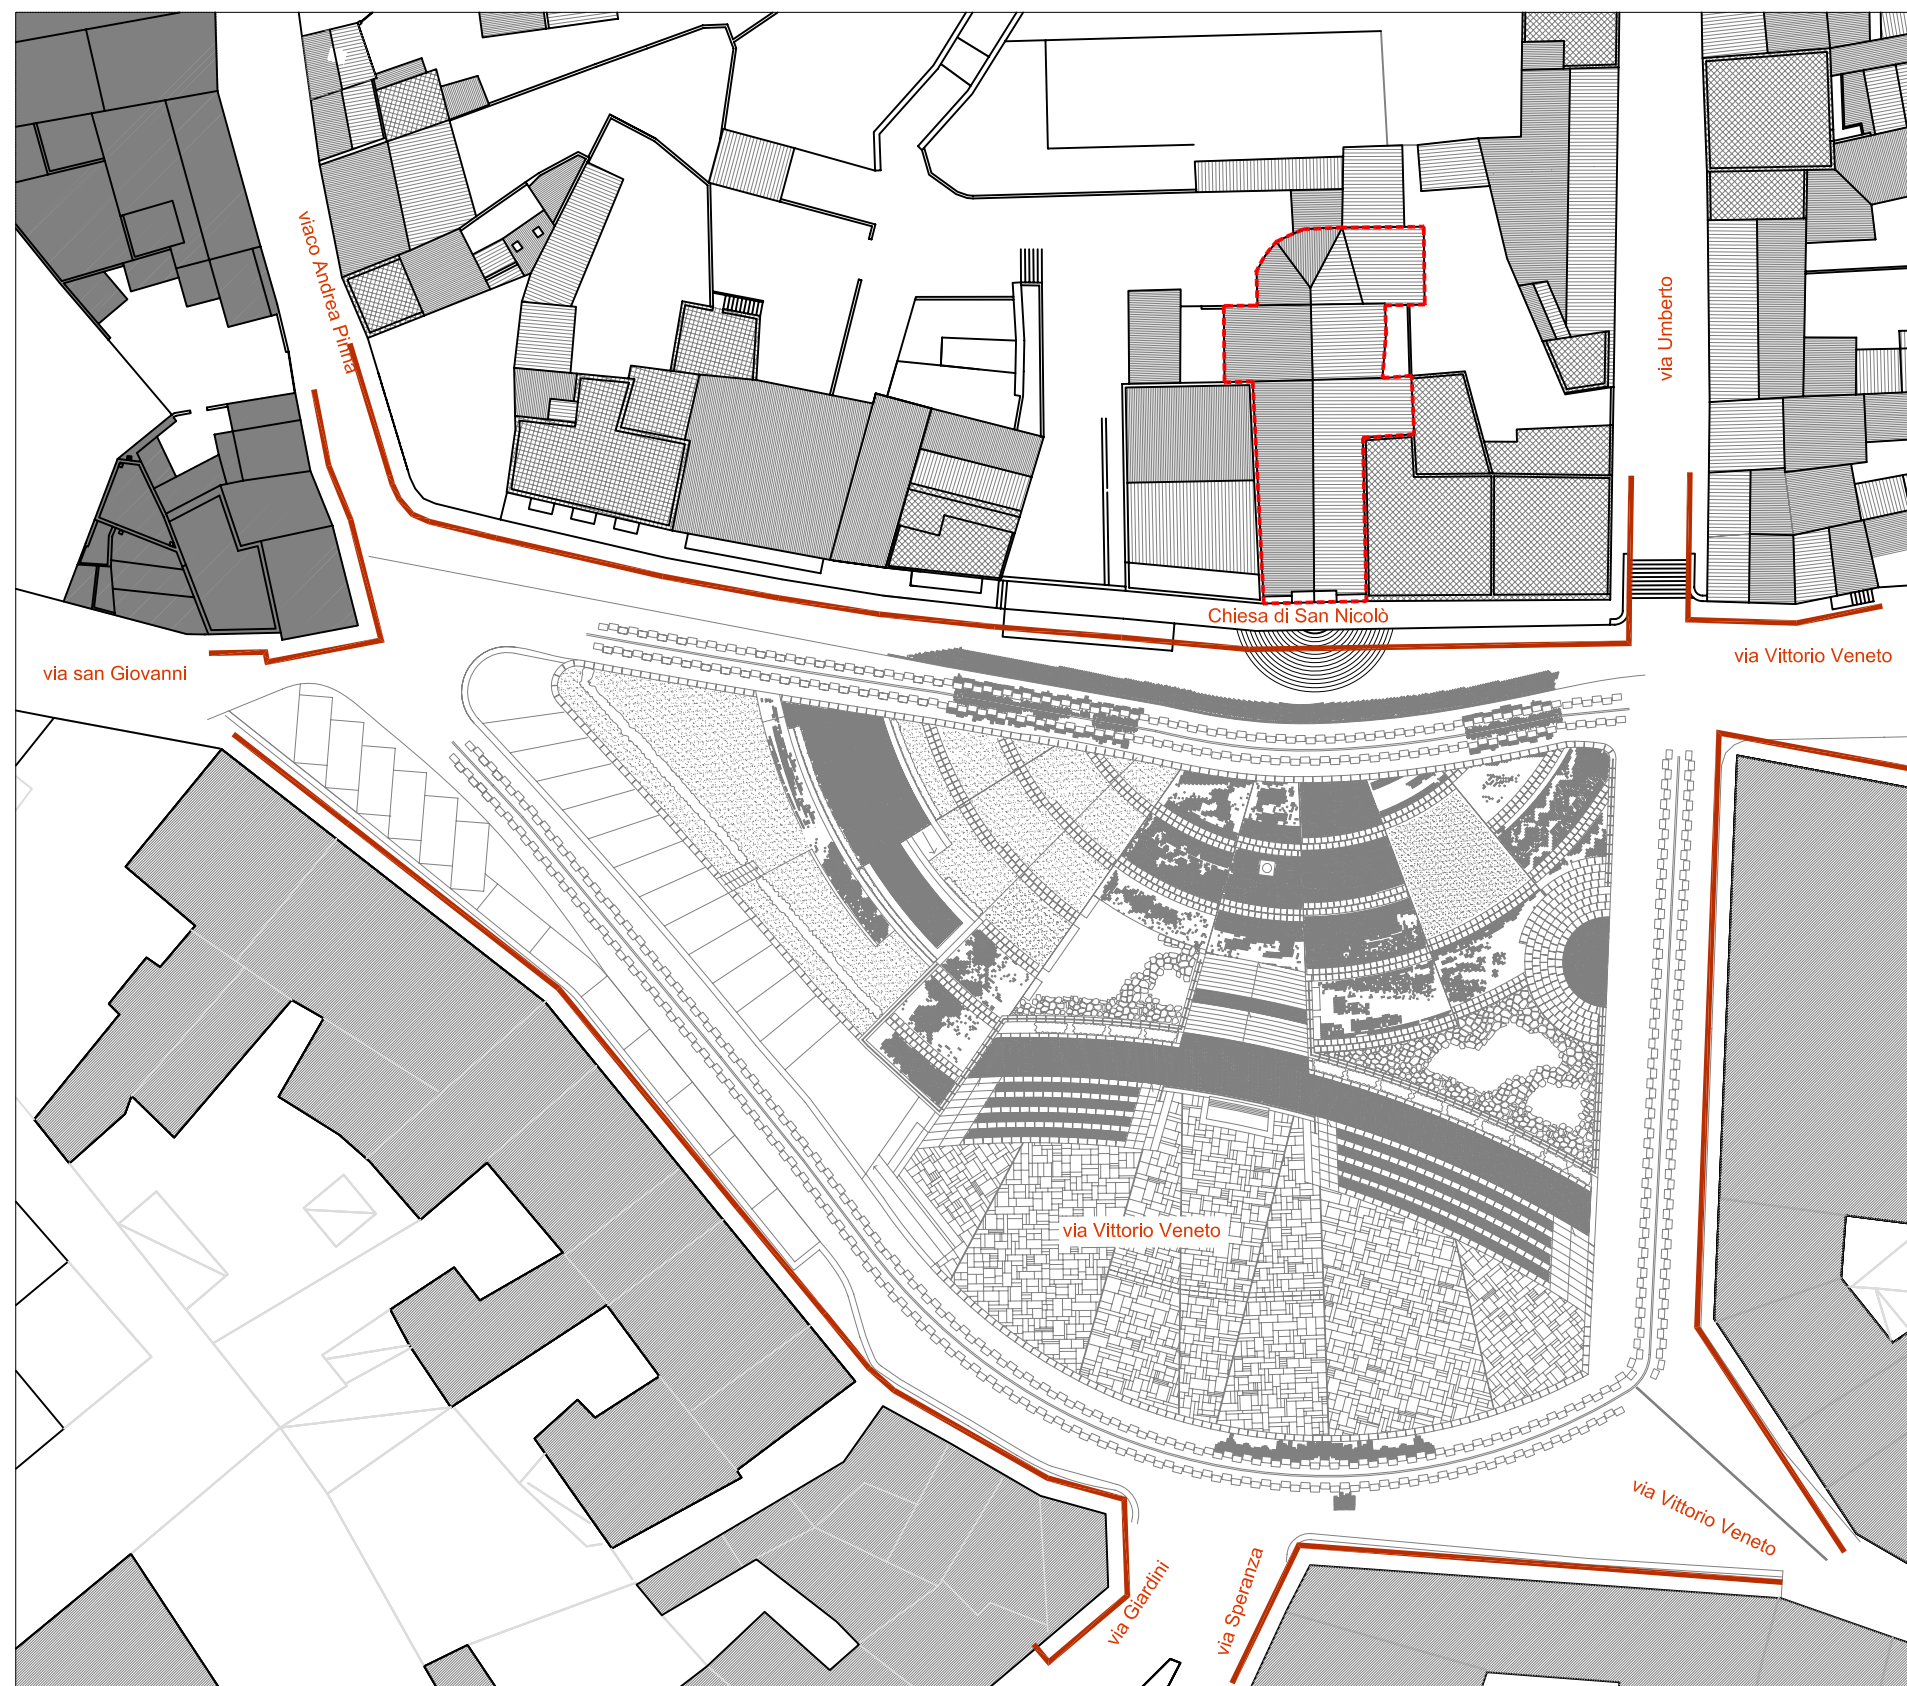 viaco Andrea Pinna
via Umberto
Chiesa di San Nicolò
via san Giovanni
via Vittorio Veneto
via Vittorio Veneto
via Vittorio Veneto
via Giardini
via Speranza